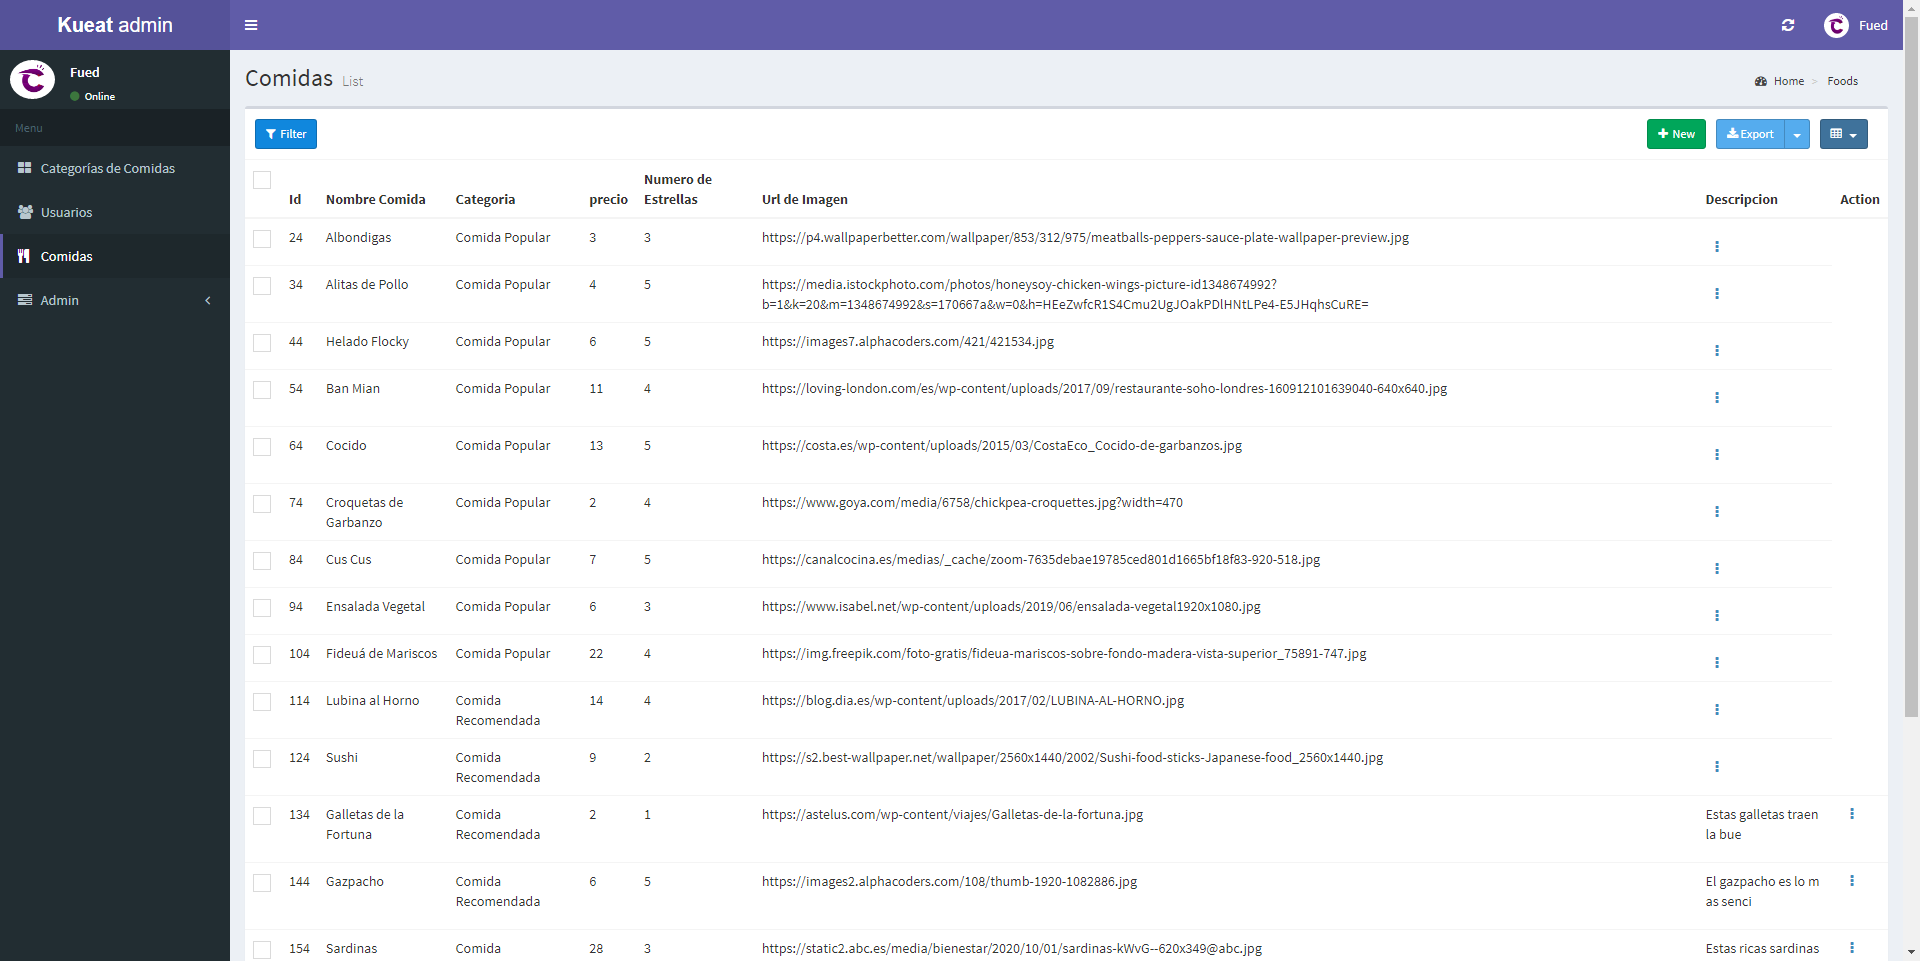 Kueat admin
Fued
Fued
Online
Menu
Categorías de Comidas
Usuarios
Comidas
Admin
Comidas List
Home > Foods
Filter
New
Export
Id Nombre Comida Categoria precio Numero de Estrellas Url de Imagen Descripcion Action
24 Albondigas Comida Popular 3 3 https://p4.wallpaperbetter.com/wallpaper/853/312/975/meatballs-peppers-sauce-plate-wallpaper-preview.jpg
34 Alitas de Pollo Comida Popular 4 5 https://media.istockphoto.com/photos/honeysoy-chicken-wings-picture-id1348674992?
b=1&k=20&m=1348674992&s=170667a&w=0&h=HEeZwfcR1S4Cmu2UgJOakPDlHNtLPe4-E5JHqhsCuRE=
44 Helado Flocky Comida Popular 6 5 https://images7.alphacoders.com/421/421534.jpg
54 Ban Mian Comida Popular 11 4 https://loving-london.com/es/wp-content/uploads/2017/09/restaurante-soho-londres-160912101639040-640x640.jpg
64 Cocido Comida Popular 13 5 https://costa.es/wp-content/uploads/2015/03/CostaEco_Cocido-de-garbanzos.jpg
74 Croquetas de Garbanzo Comida Popular 2 4 https://www.goya.com/media/6758/chickpea-croquettes.jpg?width=470
84 Cus Cus Comida Popular 7 5 https://canalcocina.es/medias/_cache/zoom-7635debae19785ced801d1665bf18f83-920-518.jpg
94 Ensalada Vegetal Comida Popular 6 3 https://www.isabel.net/wp-content/uploads/2019/06/ensalada-vegetal1920x1080.jpg
104 Fideuá de Mariscos Comida Popular 22 4 https://img.freepik.com/foto-gratis/fideua-mariscos-sobre-fondo-madera-vista-superior_75891-747.jpg
114 Lubina al Horno Comida Recomendada 14 4 https://blog.dia.es/wp-content/uploads/2017/02/LUBINA-AL-HORNO.jpg
124 Sushi Comida Recomendada 9 2 https://s2.best-wallpaper.net/wallpaper/2560x1440/2002/Sushi-food-sticks-Japanese-food_2560x1440.jpg
134 Galletas de la Fortuna Comida Recomendada 2 1 https://astelus.com/wp-content/viajes/Galletas-de-la-fortuna.jpg Estas galletas traen la bue
144 Gazpacho Comida Recomendada 6 5 https://images2.alphacoders.com/108/thumb-1920-1082886.jpg El gazpacho es lo m as senci
154 Sardinas Comida 28 3 https://static2.abc.es/media/bienestar/2020/10/01/sardinas-kWvG--620x349@abc.jpg Estas ricas sardinas